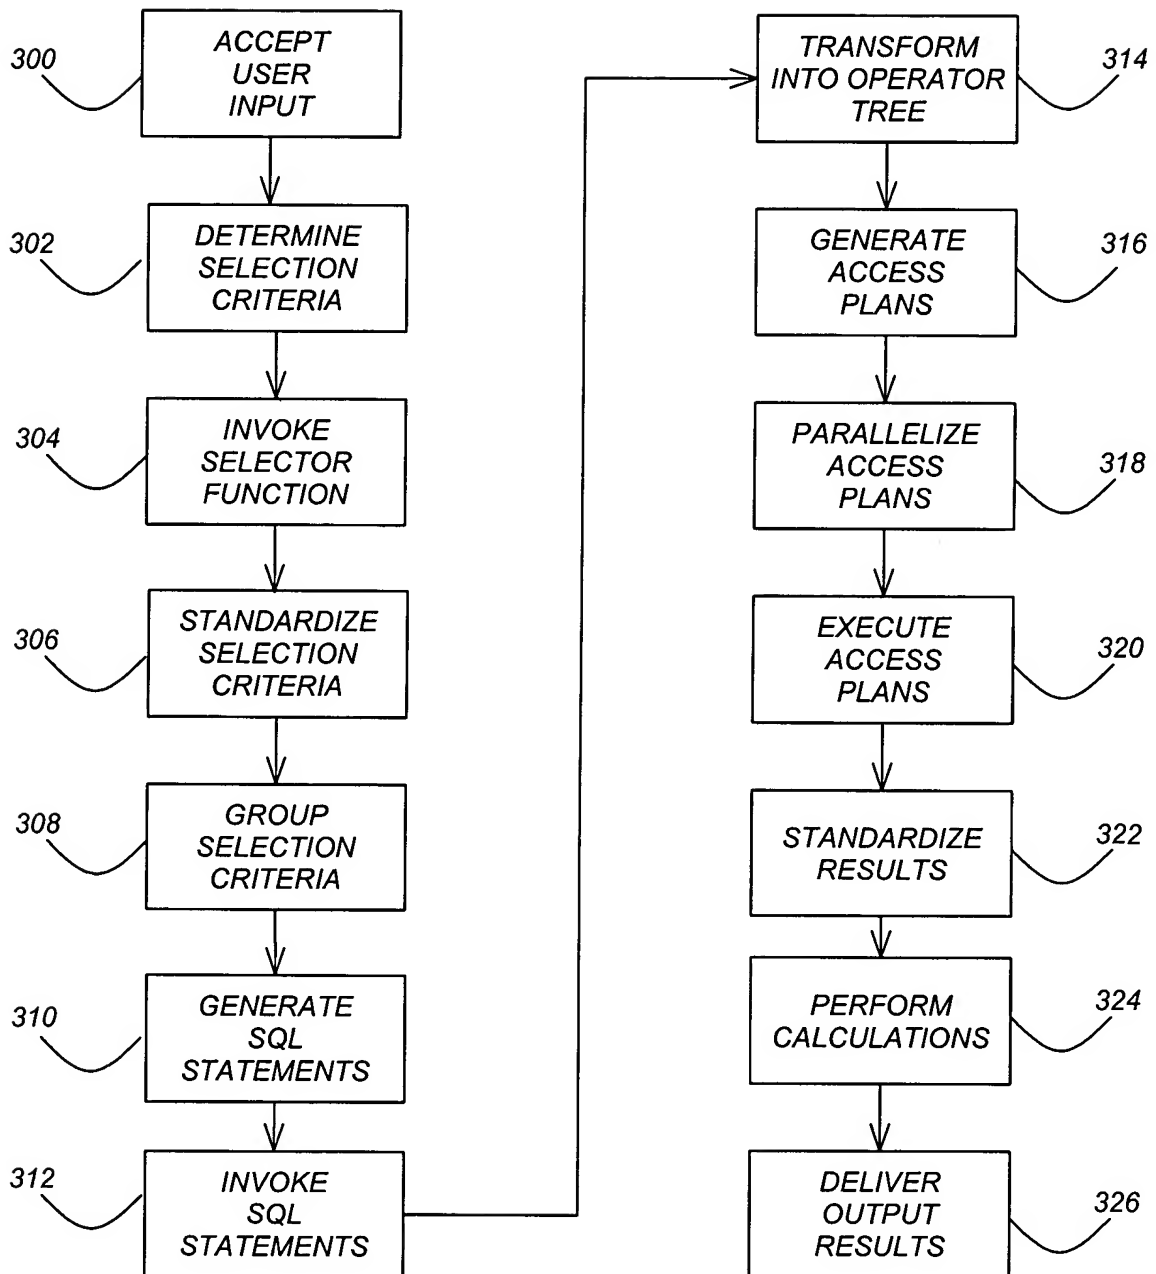 300
ACCEPT
USER
INPUT
302
DETERMINE
SELECTION
CRITERIA
304
INVOKE
SELECTOR
FUNCTION
306
STANDARDIZE
SELECTION
CRITERIA
308
GROUP
SELECTION
CRITERIA
310
GENERATE
SQL
STATEMENTS
312
INVOKE
SQL
STATEMENTS
TRANSFORM
INTO OPERATOR
TREE
314
GENERATE
ACCESS
PLANS
316
PARALLELIZE
ACCESS
PLANS
318
EXECUTE
ACCESS
PLANS
320
STANDARDIZE
RESULTS
322
PERFORM
CALCULATIONS
324
DELIVER
OUTPUT
RESULTS
326